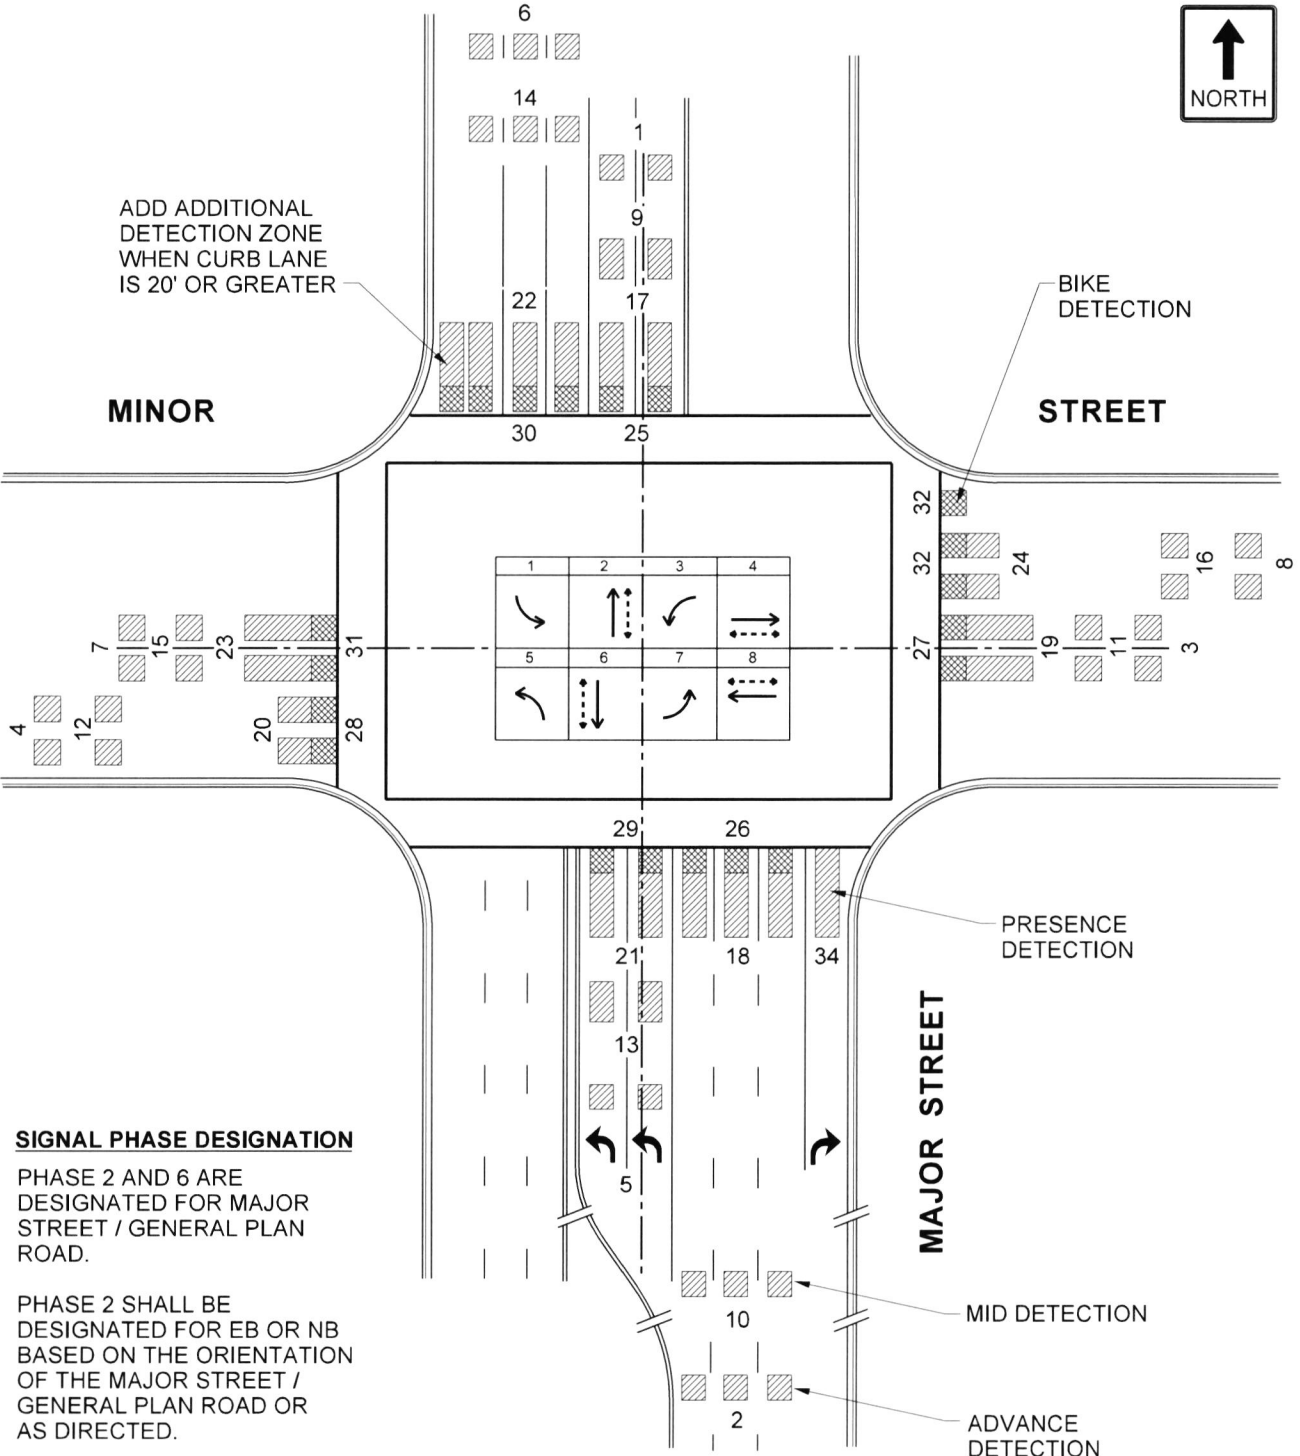 6
NORTH
14
1
ADD ADDITIONAL
DETECTION ZONE
WHEN CURB LANE
IS 20' OR GREATER
9
BIKE
DETECTION
22
17
MINOR
STREET
30
25
32
32
24
16
8
1
2
3
4
5
6
7
8
7
15
23
31
27
19
11
3
4
12
20
28
29
26
21
18
34
PRESENCE
DETECTION
13
MAJOR STREET
5
SIGNAL PHASE DESIGNATION
PHASE 2 AND 6 ARE
DESIGNATED FOR MAJOR
STREET / GENERAL PLAN
ROAD.
PHASE 2 SHALL BE
DESIGNATED FOR EB OR NB
BASED ON THE ORIENTATION
OF THE MAJOR STREET /
GENERAL PLAN ROAD OR
AS DIRECTED.
MID DETECTION
10
2
ADVANCE
DETECTION